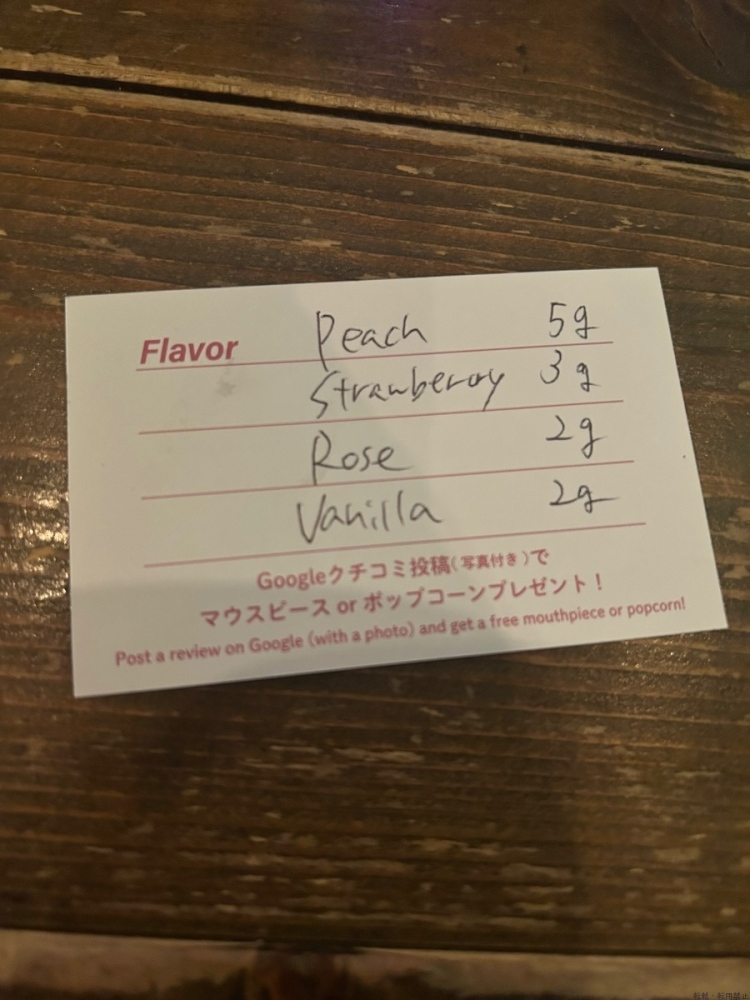 Flavor Peach 5g
Strawberry 3g
Rose 2g
Vanilla 2g
Googleクチコミ投稿(写真付き)で
マウスピース or ポップコーンプレゼント!
Post a review on Google (with a photo) and get a free mouthpiece or popcorn!